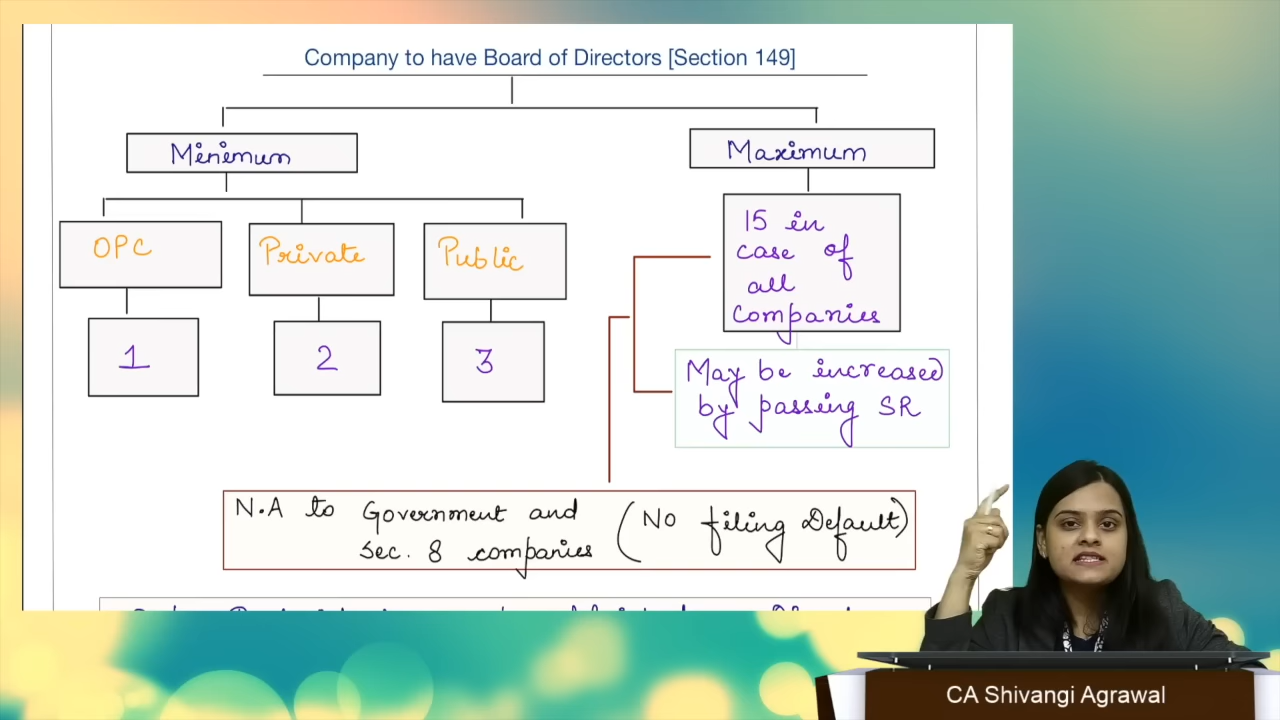 Company to have Board of Directors [Section 149]
Minimum
Maximum
OPC
Private
Public
1
2
3
15 in
case of
all
companies
May be increased
by passing SR
N.A to Government and
sec. 8 companies
(No filing Default)
CA Shivangi Agrawal